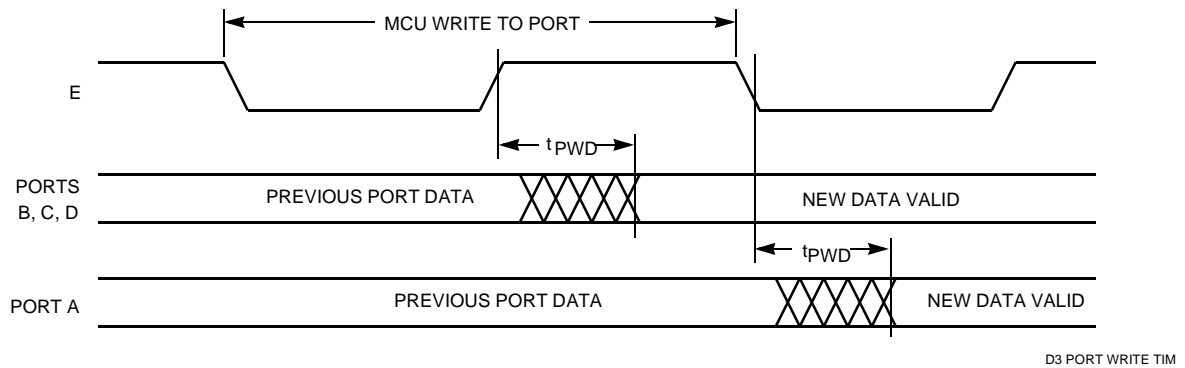 MCU WRITE TO PORT
E
t PWD
PORTS
B, C, D
PREVIOUS PORT DATA
NEW DATA VALID
tPWD
PORT A
PREVIOUS PORT DATA
NEW DATA VALID
D3 PORT WRITE TIM